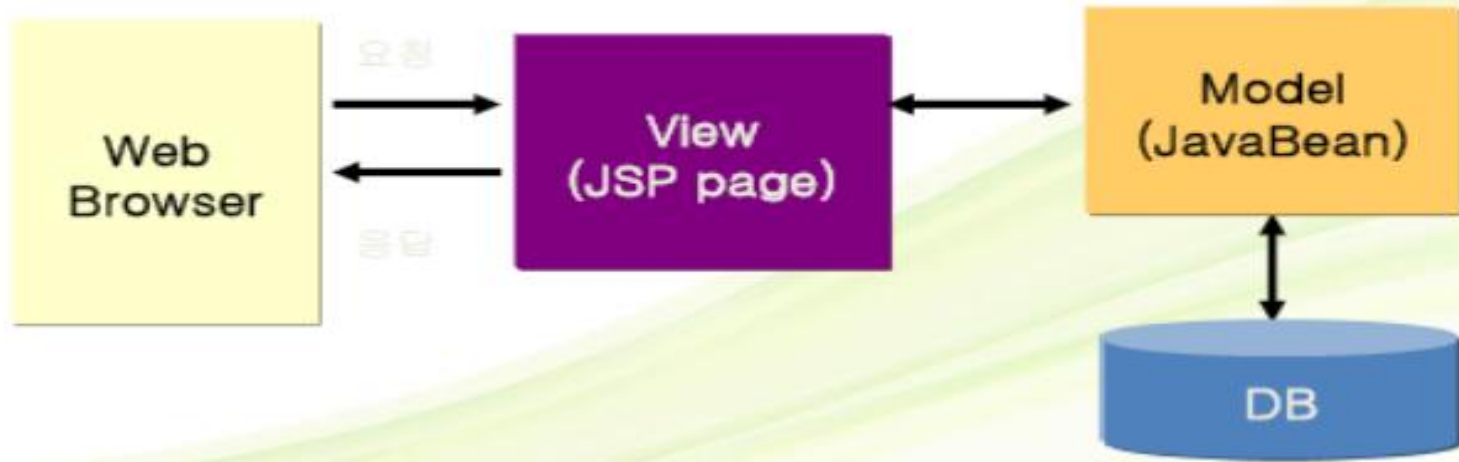 요청
Web
Browser
응답
View
(JSP page)
Model
(JavaBean)
DB